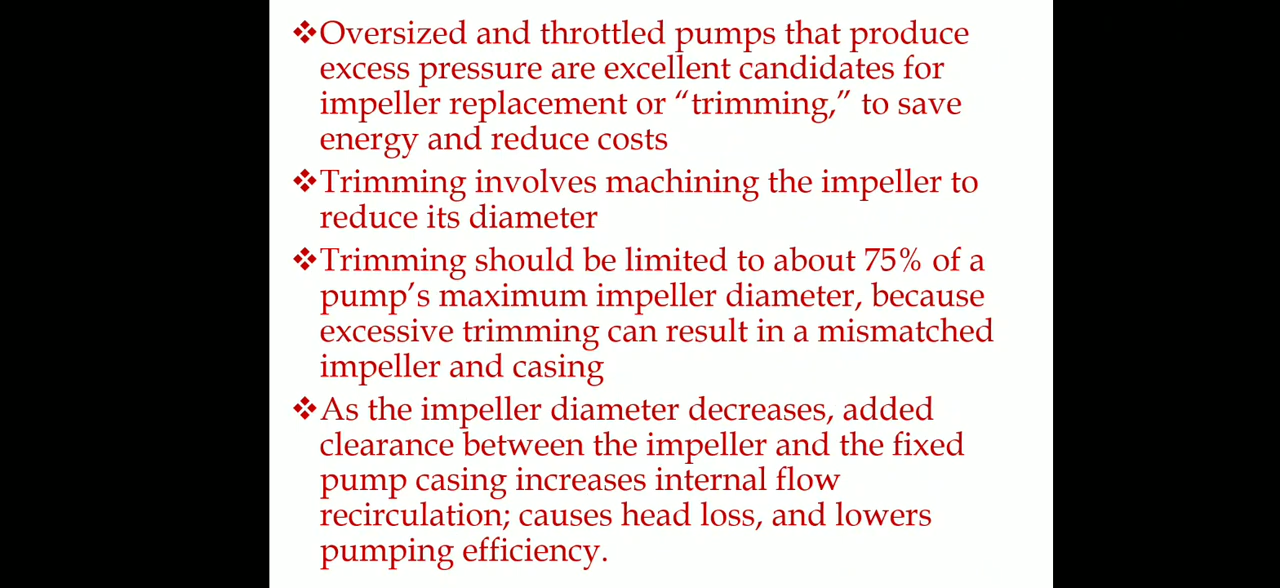 ❖Oversized and throttled pumps that produce
excess pressure are excellent candidates for
impeller replacement or “trimming,” to save
energy and reduce costs
❖Trimming involves machining the impeller to
reduce its diameter
❖Trimming should be limited to about 75% of a
pump’s maximum impeller diameter, because
excessive trimming can result in a mismatched
impeller and casing
❖As the impeller diameter decreases, added
clearance between the impeller and the fixed
pump casing increases internal flow
recirculation; causes head loss, and lowers
pumping efficiency.